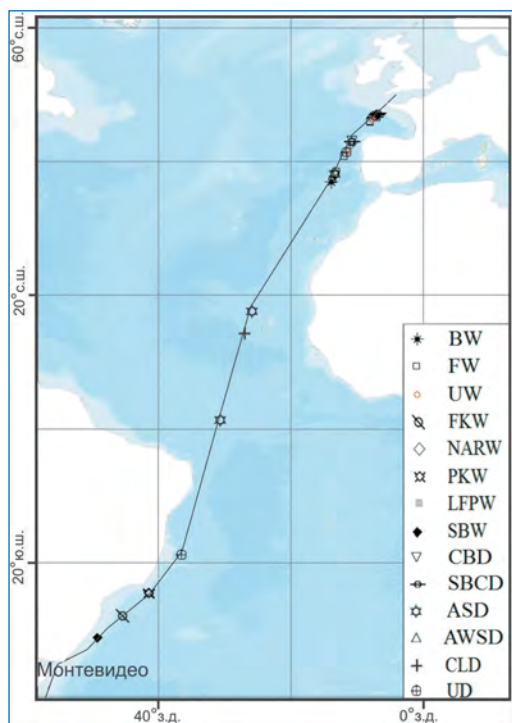 60°с.ш.
20°с.ш.
20°ю.ш.
BW
FW
UW
FKW
NARW
PKW
LFPW
SBW
CBD
SBCD
ASD
AWSD
CLD
UD
Монтевидео
40°з.д.
0°з.д.